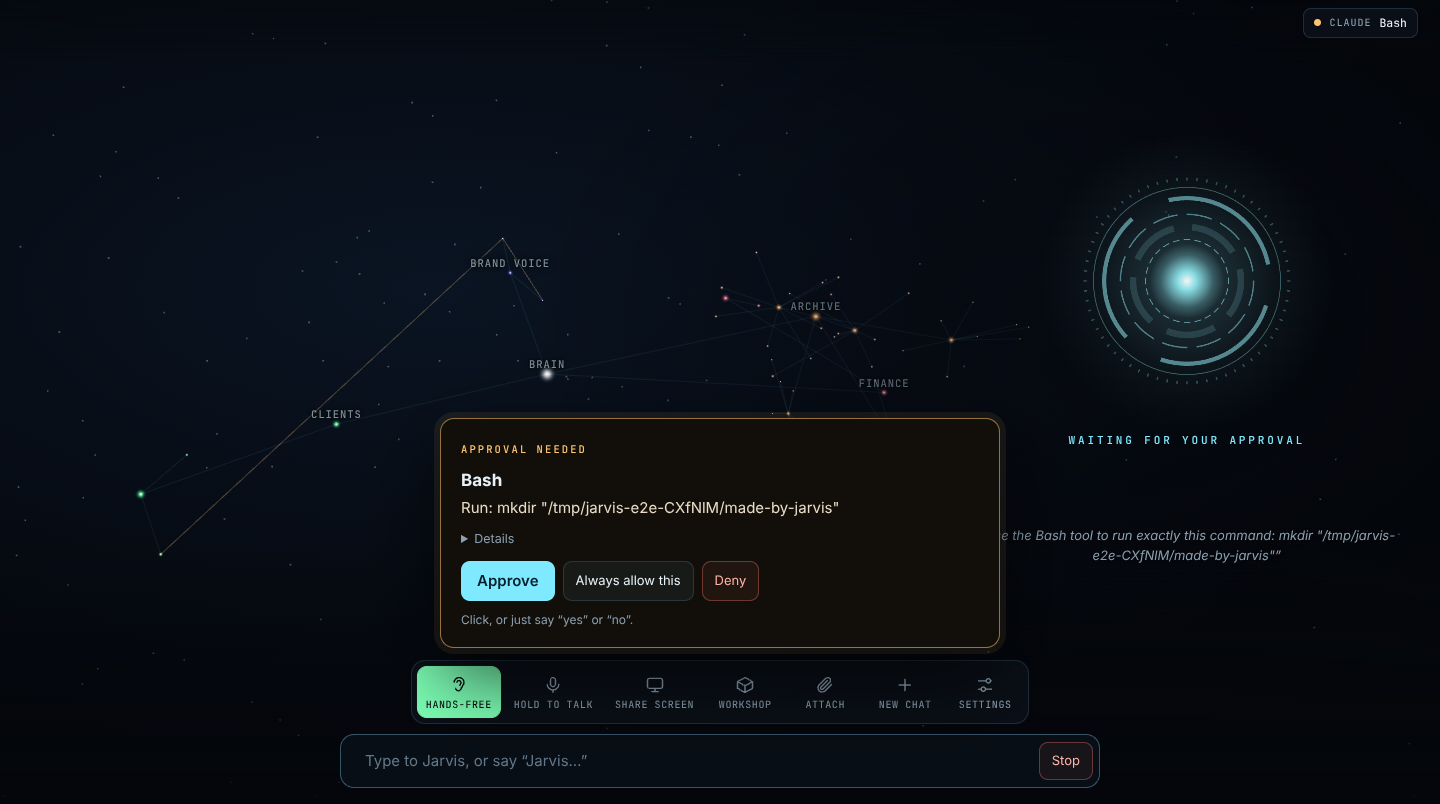 CLAUDE Bash
BRAND VOICE
ARCHIVE
BRAIN
FINANCE
CLIENTS
WAITING FOR YOUR APPROVAL
APPROVAL NEEDED
Bash
Run: mkdir "/tmp/jarvis-e2e-CXfNIM/made-by-jarvis"
Details
Approve
Always allow this
Deny
Click, or just say “yes” or “no”.
the Bash tool to run exactly this command: mkdir "/tmp/jarvis-
e2e-CXfNIM/made-by-jarvis"”
HANDS-FREE
HOLD TO TALK
SHARE SCREEN
WORKSHOP
ATTACH
NEW CHAT
SETTINGS
Type to Jarvis, or say “Jarvis…”
Stop